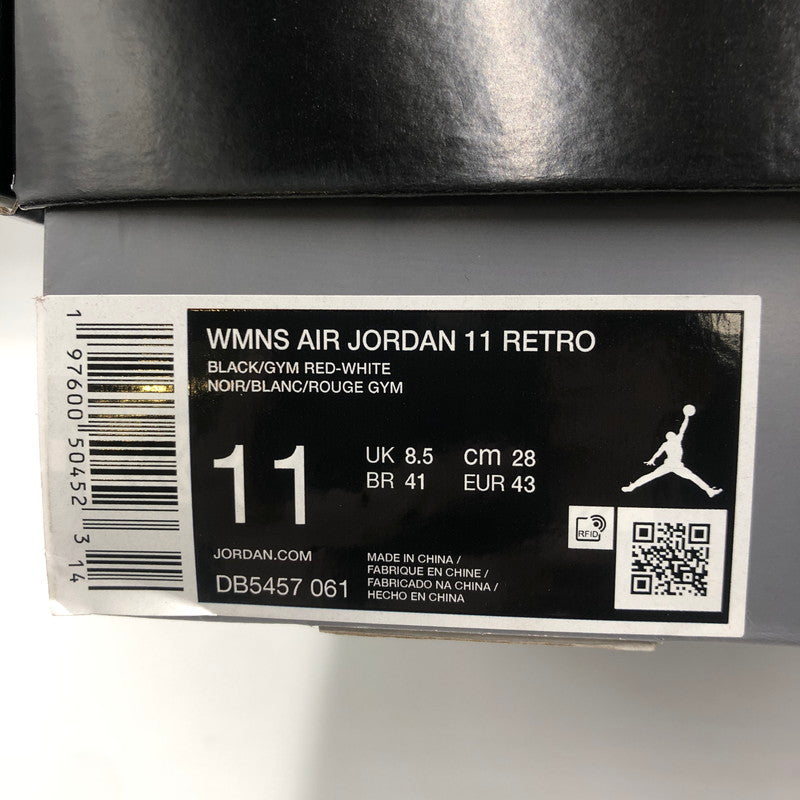 WMNS AIR JORDAN 11 RETRO
BLACK/GYM RED-WHITE
NOIR/BLANC/ROUGE GYM
11
UK 8.5 cm 28
BR 41 EUR 43
RFID
JORDAN.COM
DB5457 061
MADE IN CHINA /
FABRIQUE EN CHINE /
FABRICADO NA CHINA /
HECHO EN CHINA
1 97600 50452 3 14